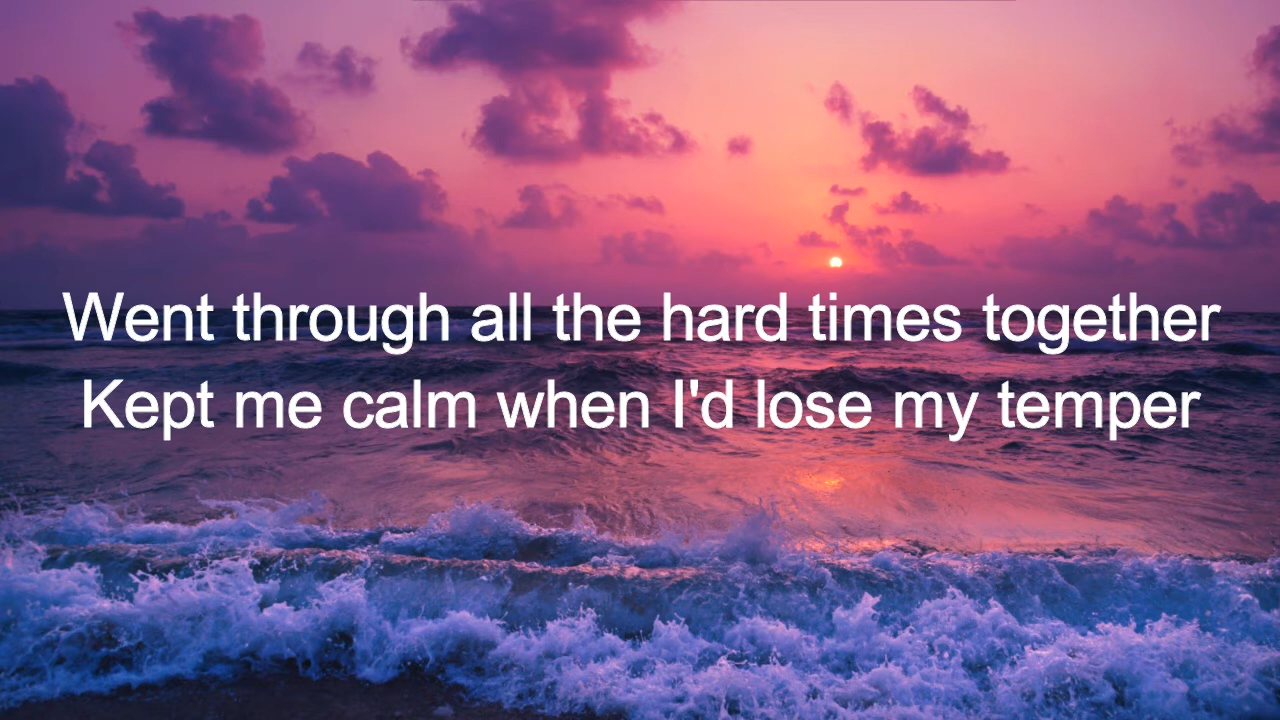 Went through all the hard times together
Kept me calm when I'd lose my temper